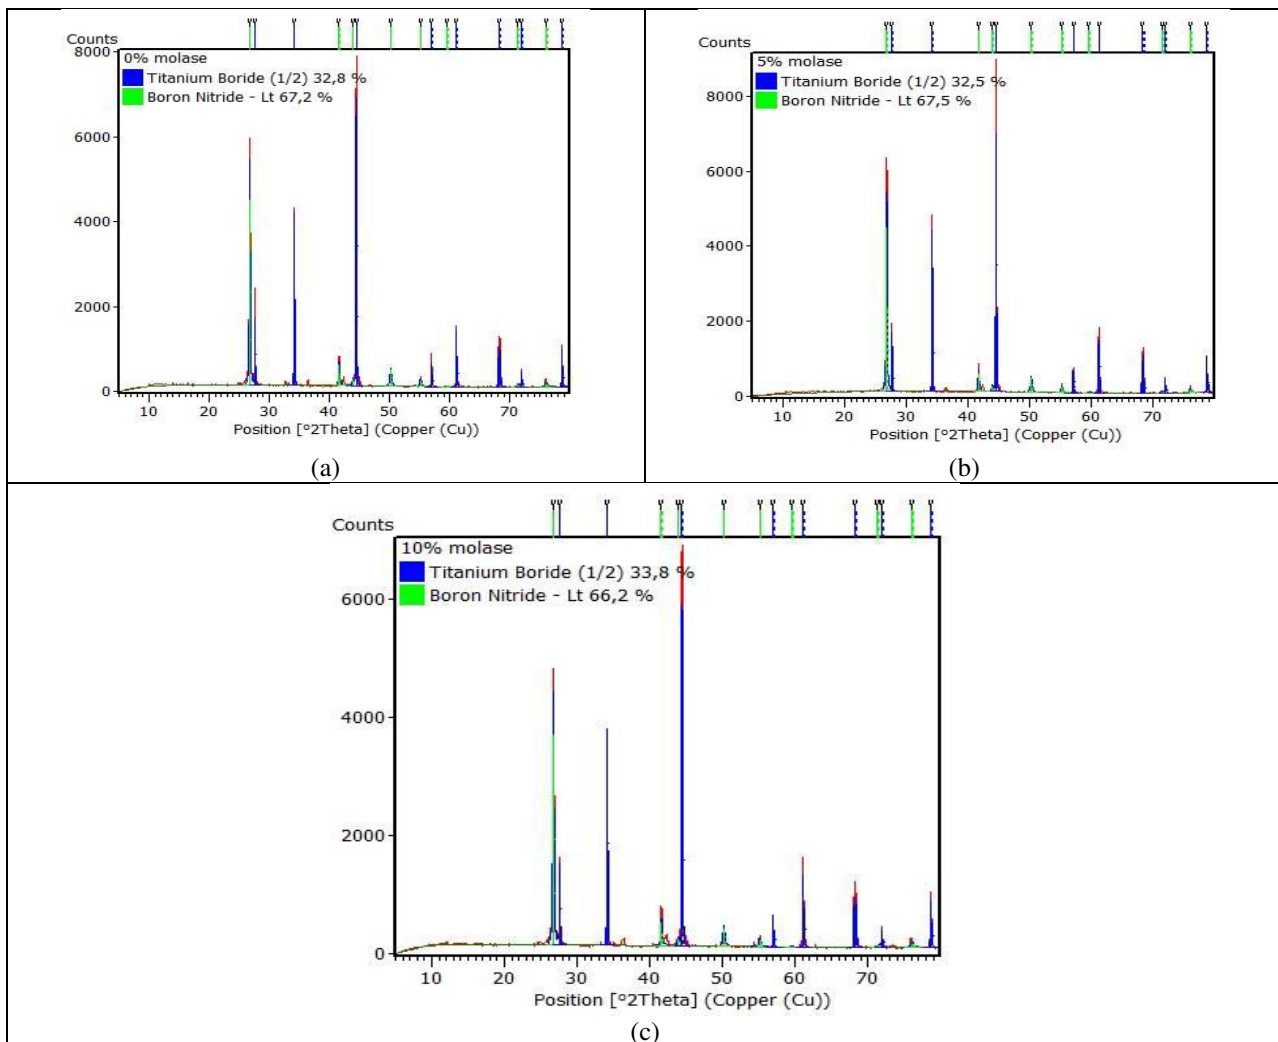 Counts
8000
6000
4000
2000
0
0% molase
Titanium Boride (1/2) 32,8 %
Boron Nitride - Lt 67,2 %
10 20 30 40 50 60 70
Position [°2Theta] (Copper (Cu))
(a)
Counts
8000
6000
4000
2000
0
5% molase
Titanium Boride (1/2) 32,5 %
Boron Nitride - Lt 67,5 %
10 20 30 40 50 60 70
Position [°2Theta] (Copper (Cu))
(b)
Counts
6000
4000
2000
0
10% molase
Titanium Boride (1/2) 33,8 %
Boron Nitride - Lt 66,2 %
10 20 30 40 50 60 70
Position [°2Theta] (Copper (Cu))
(c)